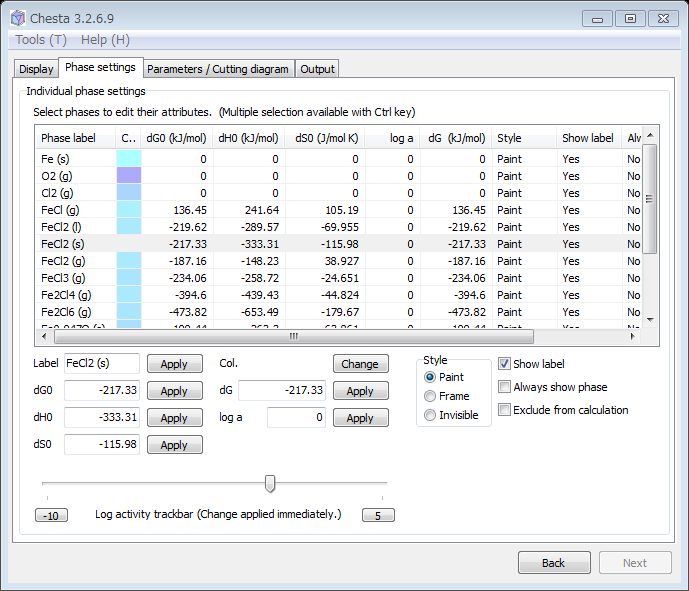 Chesta 3.2.6.9
Tools (T) Help (H)
Display Phase settings Parameters / Cutting diagram Output
Individual phase settings
Select phases to edit their attributes. (Multiple selection available with Ctrl key)
Phase label C.. dG0 (kJ/mol) dH0 (kJ/mol) dS0 (J/mol K) log a dG (kJ/mol) Style Show label Alw
Fe (s) 0 0 0 0 0 Paint Yes No
O2 (g) 0 0 0 0 0 Paint Yes No
Cl2 (g) 0 0 0 0 0 Paint Yes No
FeCl (g) 136.45 241.64 105.19 0 136.45 Paint Yes No
FeCl2 (l) -219.62 -289.57 -69.955 0 -219.62 Paint Yes No
FeCl2 (s) -217.33 -333.31 -115.98 0 -217.33 Paint Yes No
FeCl2 (g) -187.16 -148.23 38.927 0 -187.16 Paint Yes No
FeCl3 (g) -234.06 -258.72 -24.651 0 -234.06 Paint Yes No
Fe2Cl4 (g) -394.6 -439.43 -44.824 0 -394.6 Paint Yes No
Fe2Cl6 (g) -473.82 -653.49 -179.67 0 -473.82 Paint Yes No
Label FeCl2 (s) Apply Col. Change Style Show label
dG0 -217.33 Apply dG -217.33 Apply Paint Always show phase
dH0 -333.31 Apply log a 0 Apply Frame Exclude from calculation
dS0 -115.98 Apply Invisible
-10 Log activity trackbar (Change applied immediately.) 5
Back Next